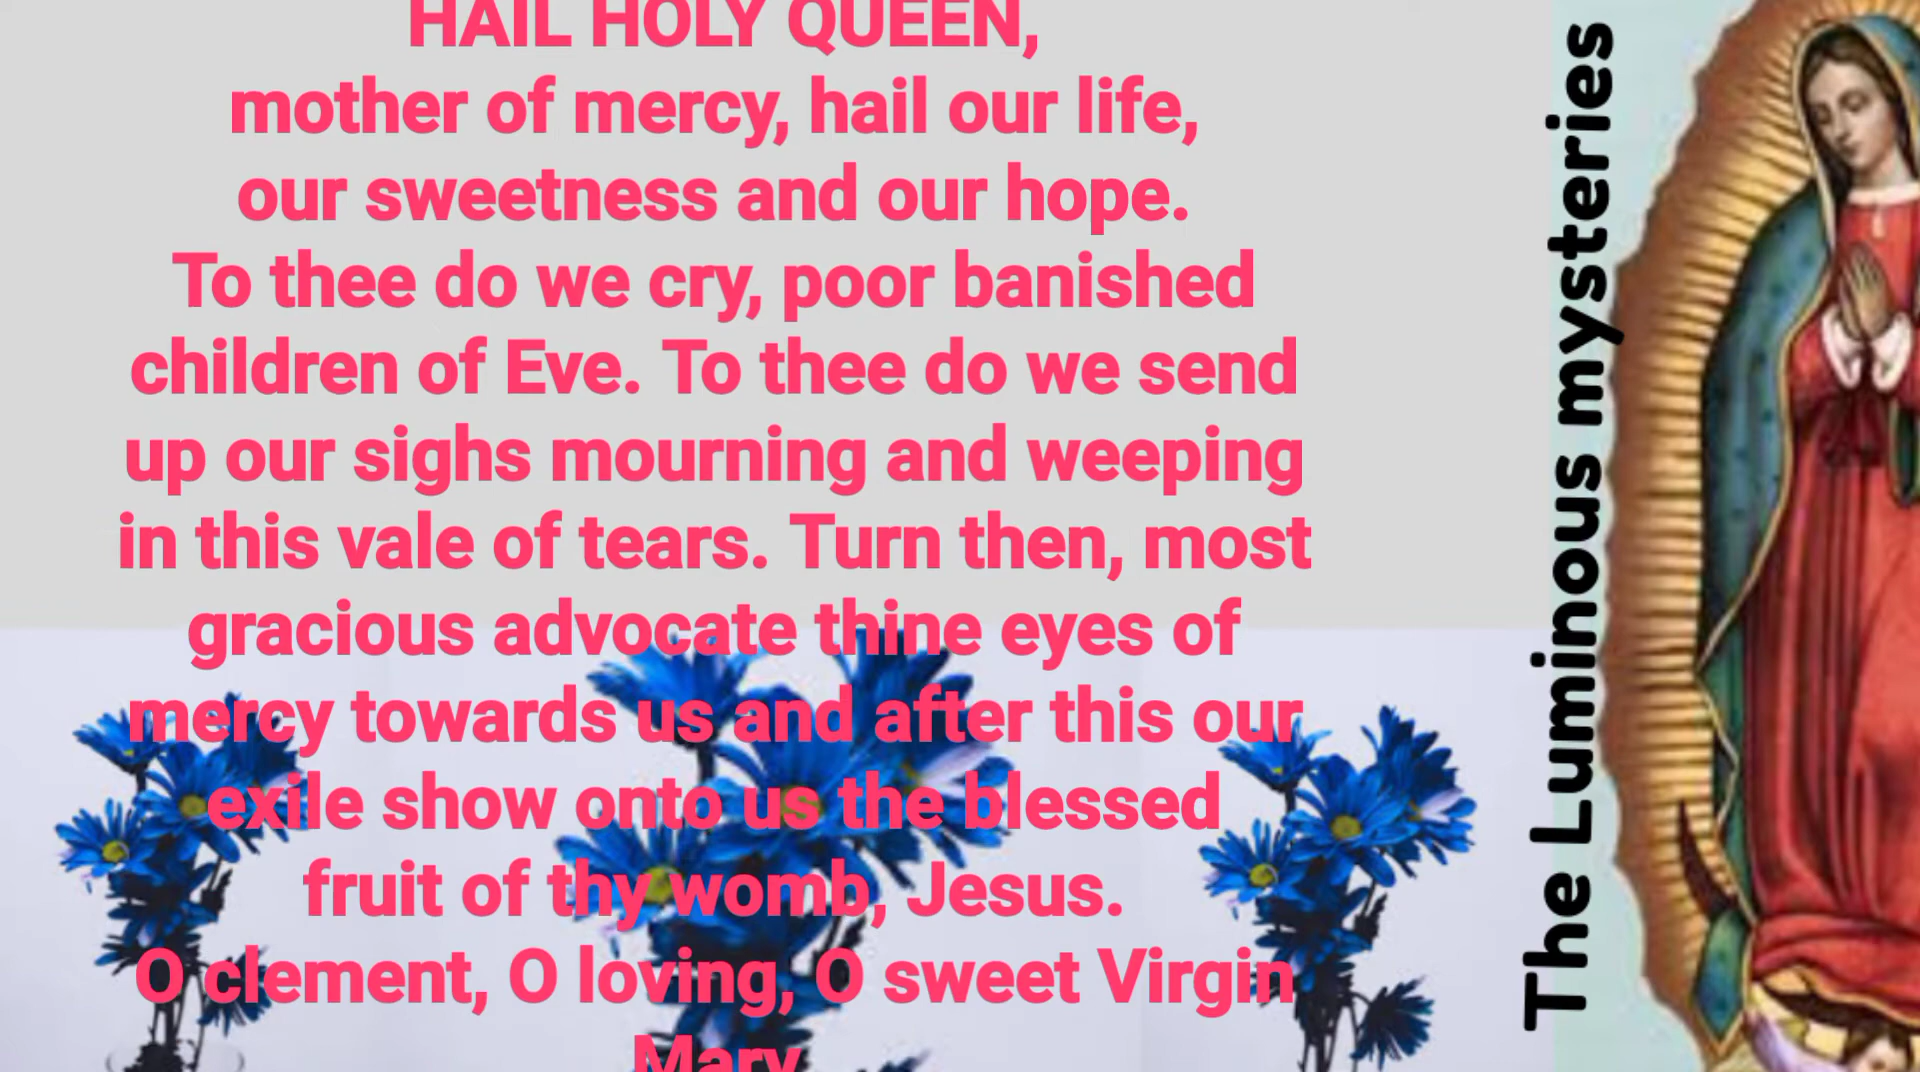 HAIL HOLY QUEEN,
mother of mercy, hail our life,
our sweetness and our hope.
To thee do we cry, poor banished
children of Eve. To thee do we send
up our sighs mourning and weeping
in this vale of tears. Turn then, most
gracious advocate thine eyes of
mercy towards us and after this our
exile show onto us the blessed
fruit of thy womb, Jesus.
O clement, O loving, O sweet Virgin
Mary
The Luminous mysteries